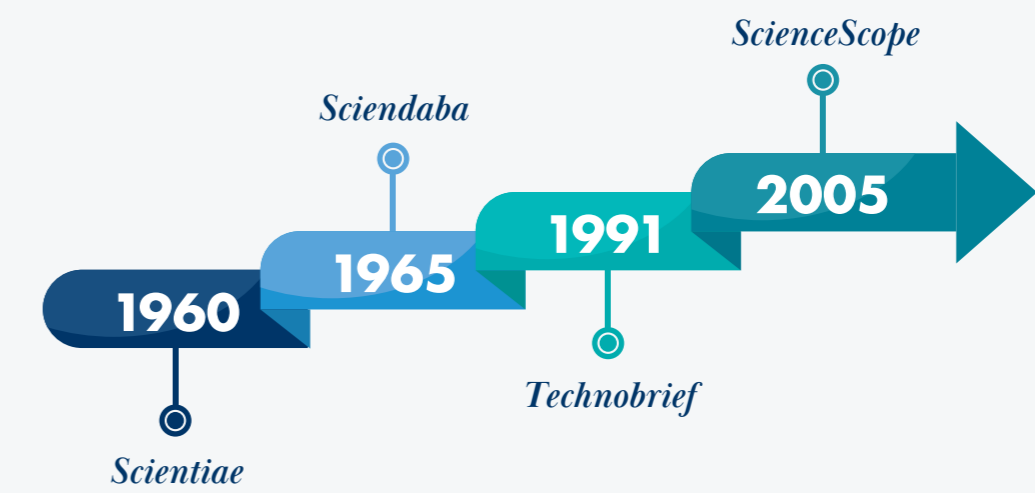 ScienceScope
Sciendaba
2005
1991
1965
1960
Technobrief
Scientiae